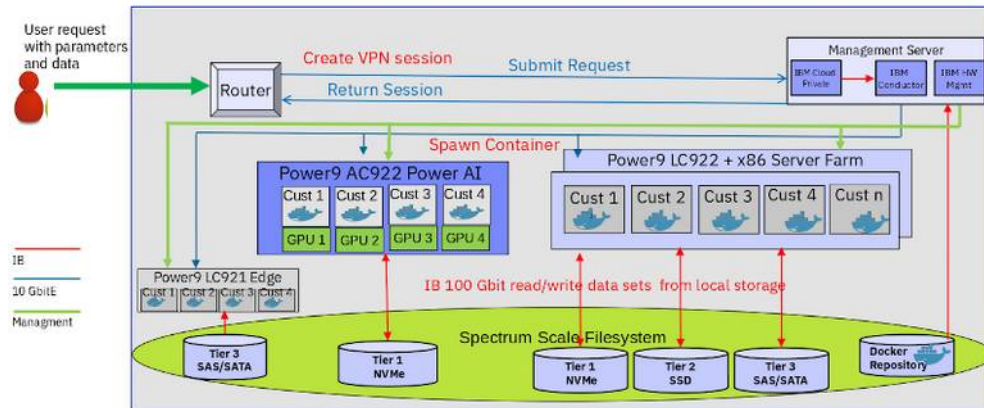 User request
with parameters
and data
Create VPN session
Submit Request
Return Session
Router
Management Server
IBM Cloud
Private
IBM
Conductor
IBM HW
Mgmt
Spawn Container
Power9 AC922 Power AI
Cust 1
Cust 2
Cust 3
Cust 4
GPU 1
GPU 2
GPU 3
GPU 4
Power9 LC922 + x86 Server Farm
Cust 1
Cust 2
Cust 3
Cust 4
Cust n
IB
10 GbitE
Managment
Power9 LC921 Edge
Cust 1
Cust 2
Cust 3
Cust 4
IB 100 Gbit read/write data sets from local storage
Spectrum Scale Filesystem
Tier 3
SAS/SATA
Tier 1
NVMe
Tier 1
NVMe
Tier 2
SSD
Tier 3
SAS/SATA
Docker
Repository